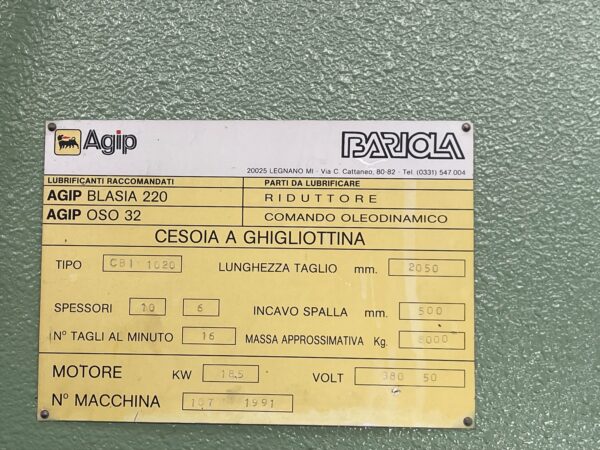 Agip BARIOLA
20025 LEGNANO MI - Via C. Cattaneo, 80-82 - Tel. (0331) 547 004
LUBRIFICANTI RACCOMANDATI PARTI DA LUBRIFICARE
AGIP BLASIA 220 RIDUTTORE
AGIP OSO 32 COMANDO OLEODINAMICO
CESOIA A GHIGLIOTTINA
TIPO CBI 1020 LUNGHEZZA TAGLIO mm. 2050
SPESSORI 10 6 INCAVO SPALLA mm. 500
N° TAGLI AL MINUTO 16 MASSA APPROSSIMATIVA Kg. 8000
MOTORE KW 18,5 VOLT 380 50
N° MACCHINA 1991